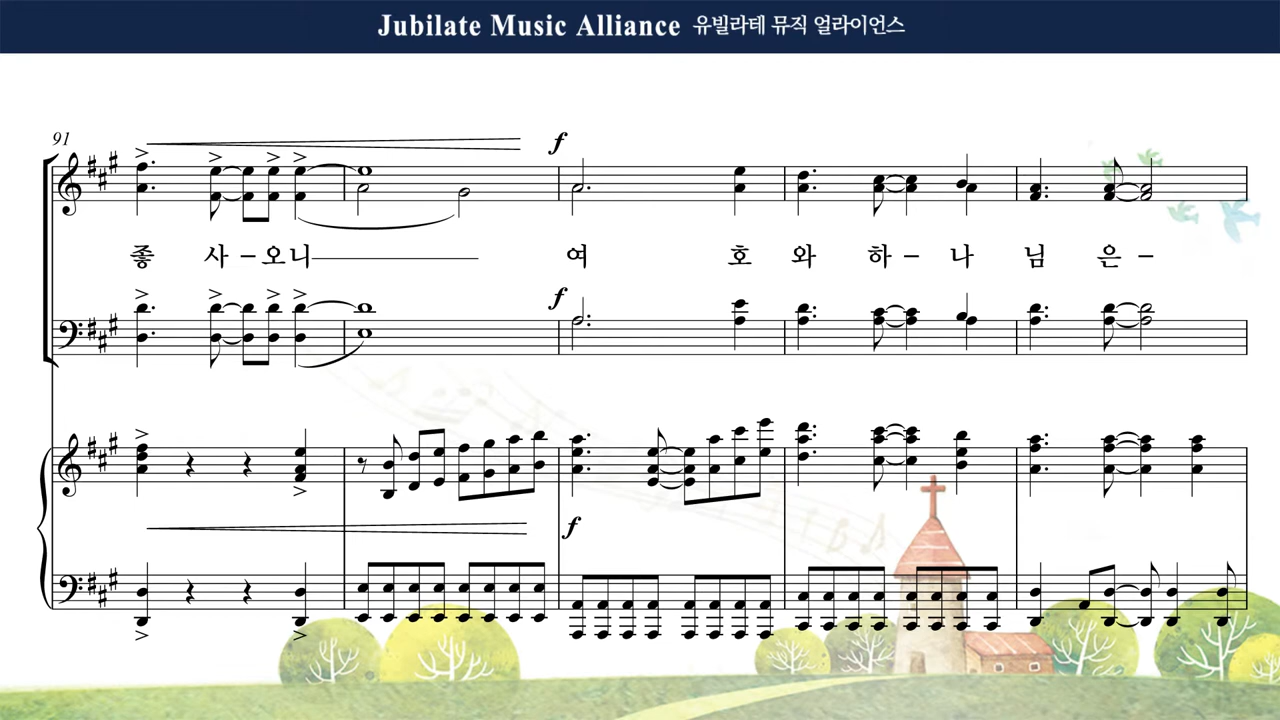 Jubilate Music Alliance 유빌라테 뮤직 얼라이언스
91
f
좋 사 – 오 니 여 호 와 하 – 나 님 은 –
f
f